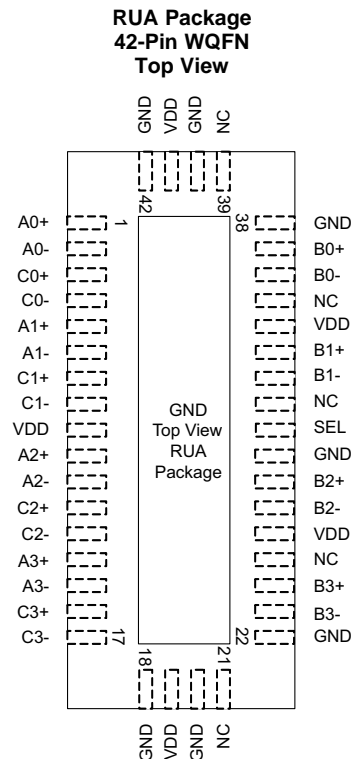 RUA Package
42-Pin WQFN
Top View
GND
VDD
GND
NC
42
39
A0+
1
38
GND
A0-
B0+
C0+
B0-
C0-
NC
A1+
VDD
A1-
B1+
C1+
B1-
C1-
NC
VDD
SEL
A2+
GND
A2-
B2+
C2+
B2-
C2-
VDD
A3+
NC
A3-
B3+
C3+
B3-
C3-
17
22
GND
GND
Top View
RUA
Package
18
21
GND
VDD
GND
NC